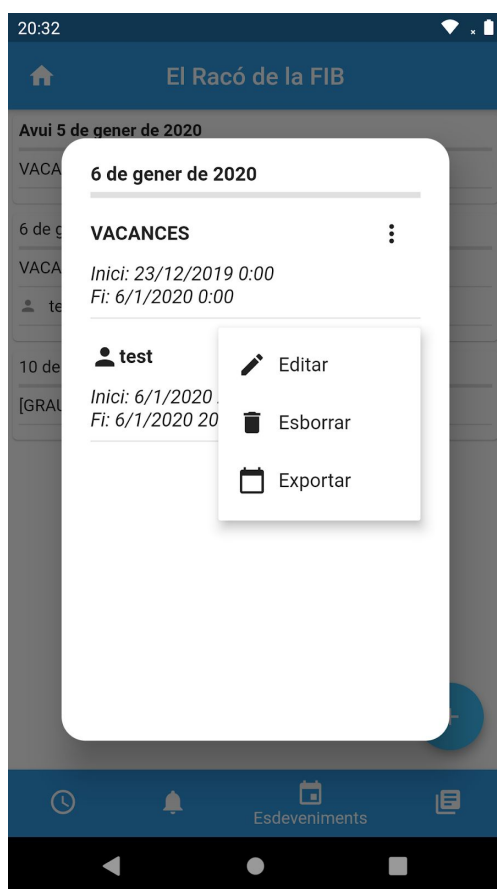 20:32
El Racó de la FIB
Avui 5 de gener de 2020
VACA
6 de gener de 2020
VACANCES
Inici: 23/12/2019 0:00
Fi: 6/1/2020 0:00
6 de g
VACA
te
test
Inici: 6/1/2020
Fi: 6/1/2020 20
Editar
Esborrar
Exportar
10 de
[GRAU
Esdeveniments